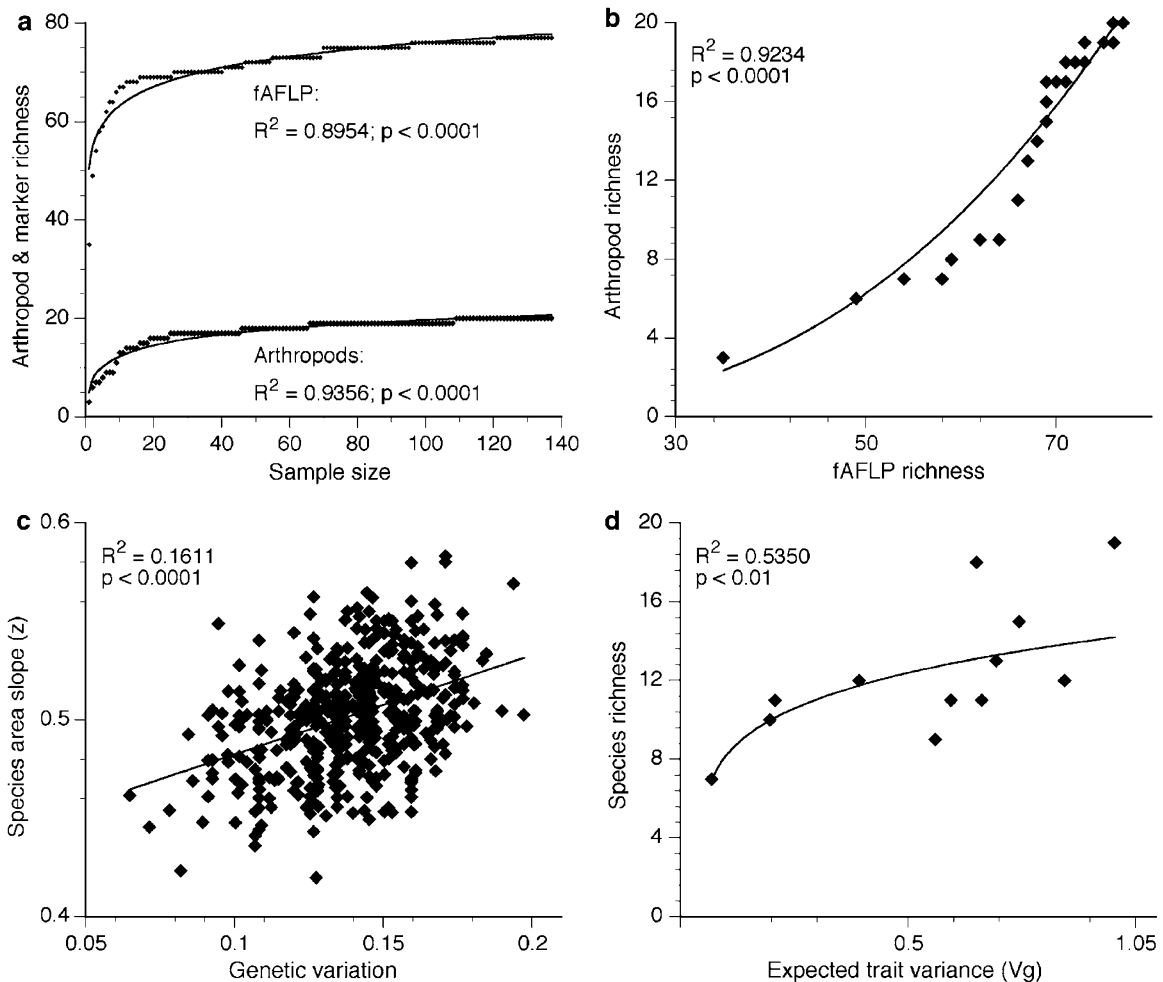 a
80
60
40
20
0
Arthropod & marker richness
fAFLP:
R² = 0.8954; p < 0.0001
Arthropods:
R² = 0.9356; p < 0.0001
0 20 40 60 80 100 120 140
Sample size
b
20
16
12
8
4
0
Arthropod richness
R² = 0.9234
p < 0.0001
30 50 70
fAFLP richness
c
0.6
0.5
0.4
Species area slope (z)
R² = 0.1611
p < 0.0001
0.05 0.1 0.15 0.2
Genetic variation
d
20
16
12
8
4
0
Species richness
R² = 0.5350
p < 0.01
0.5 1.05
Expected trait variance (Vg)